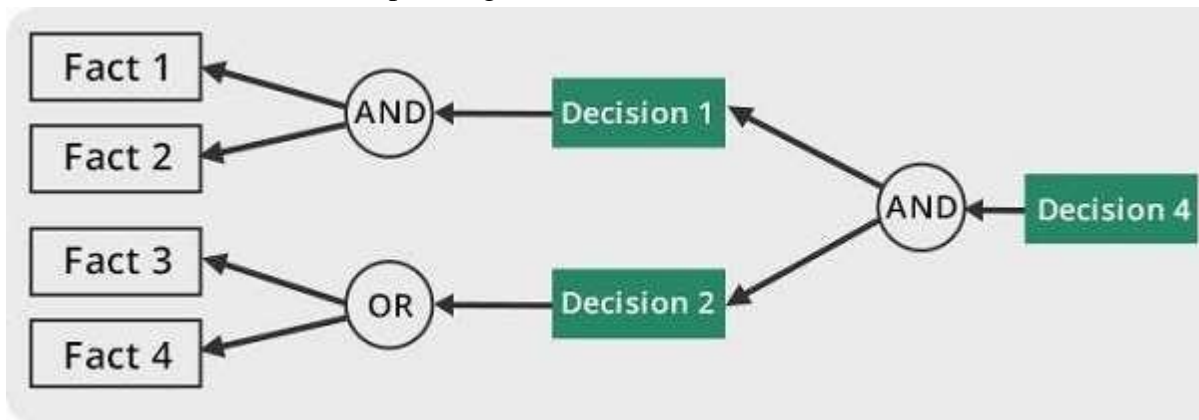 Fact 1
Fact 2
AND
Decision 1
AND
Decision 4
Fact 3
Fact 4
OR
Decision 2